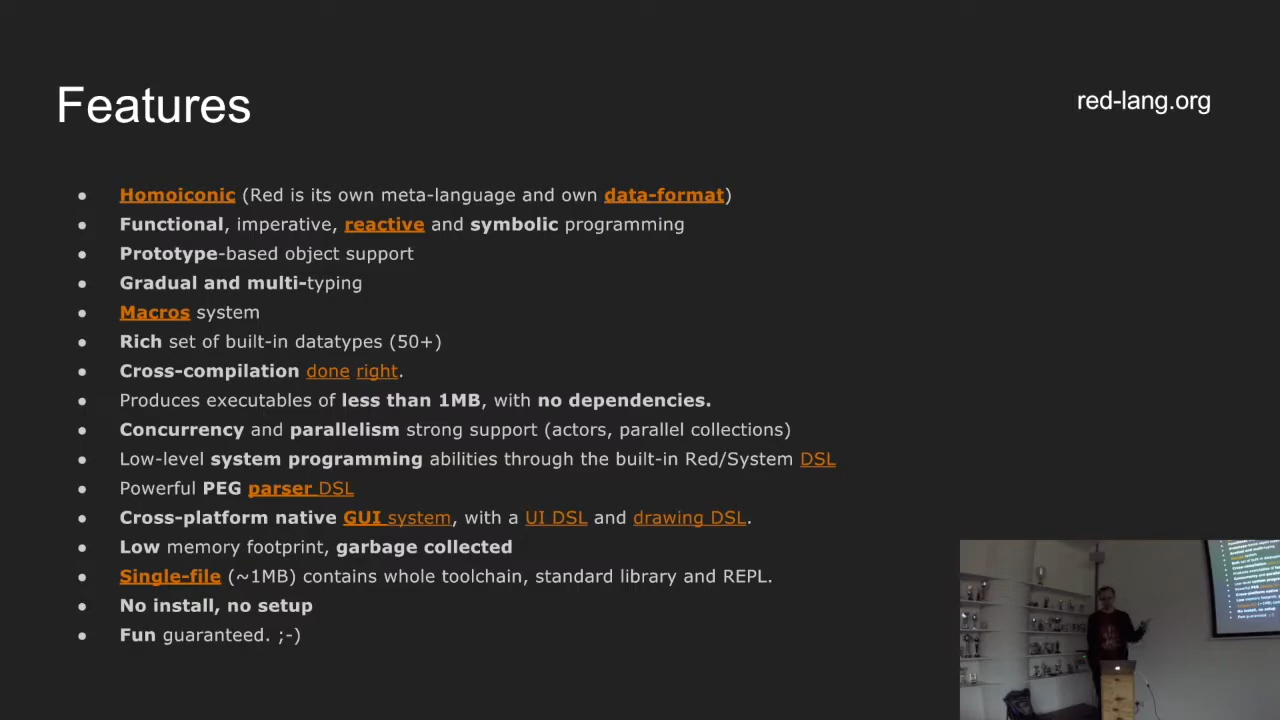 Features
red-lang.org
● Homoiconic (Red is its own meta-language and own data-format)
● Functional, imperative, reactive and symbolic programming
● Prototype-based object support
● Gradual and multi-typing
● Macros system
● Rich set of built-in datatypes (50+)
● Cross-compilation done right.
● Produces executables of less than 1MB, with no dependencies.
● Concurrency and parallelism strong support (actors, parallel collections)
● Low-level system programming abilities through the built-in Red/System DSL
● Powerful PEG parser DSL
● Cross-platform native GUI system, with a UI DSL and drawing DSL.
● Low memory footprint, garbage collected
● Single-file (~1MB) contains whole toolchain, standard library and REPL.
● No install, no setup
● Fun guaranteed. ;-)